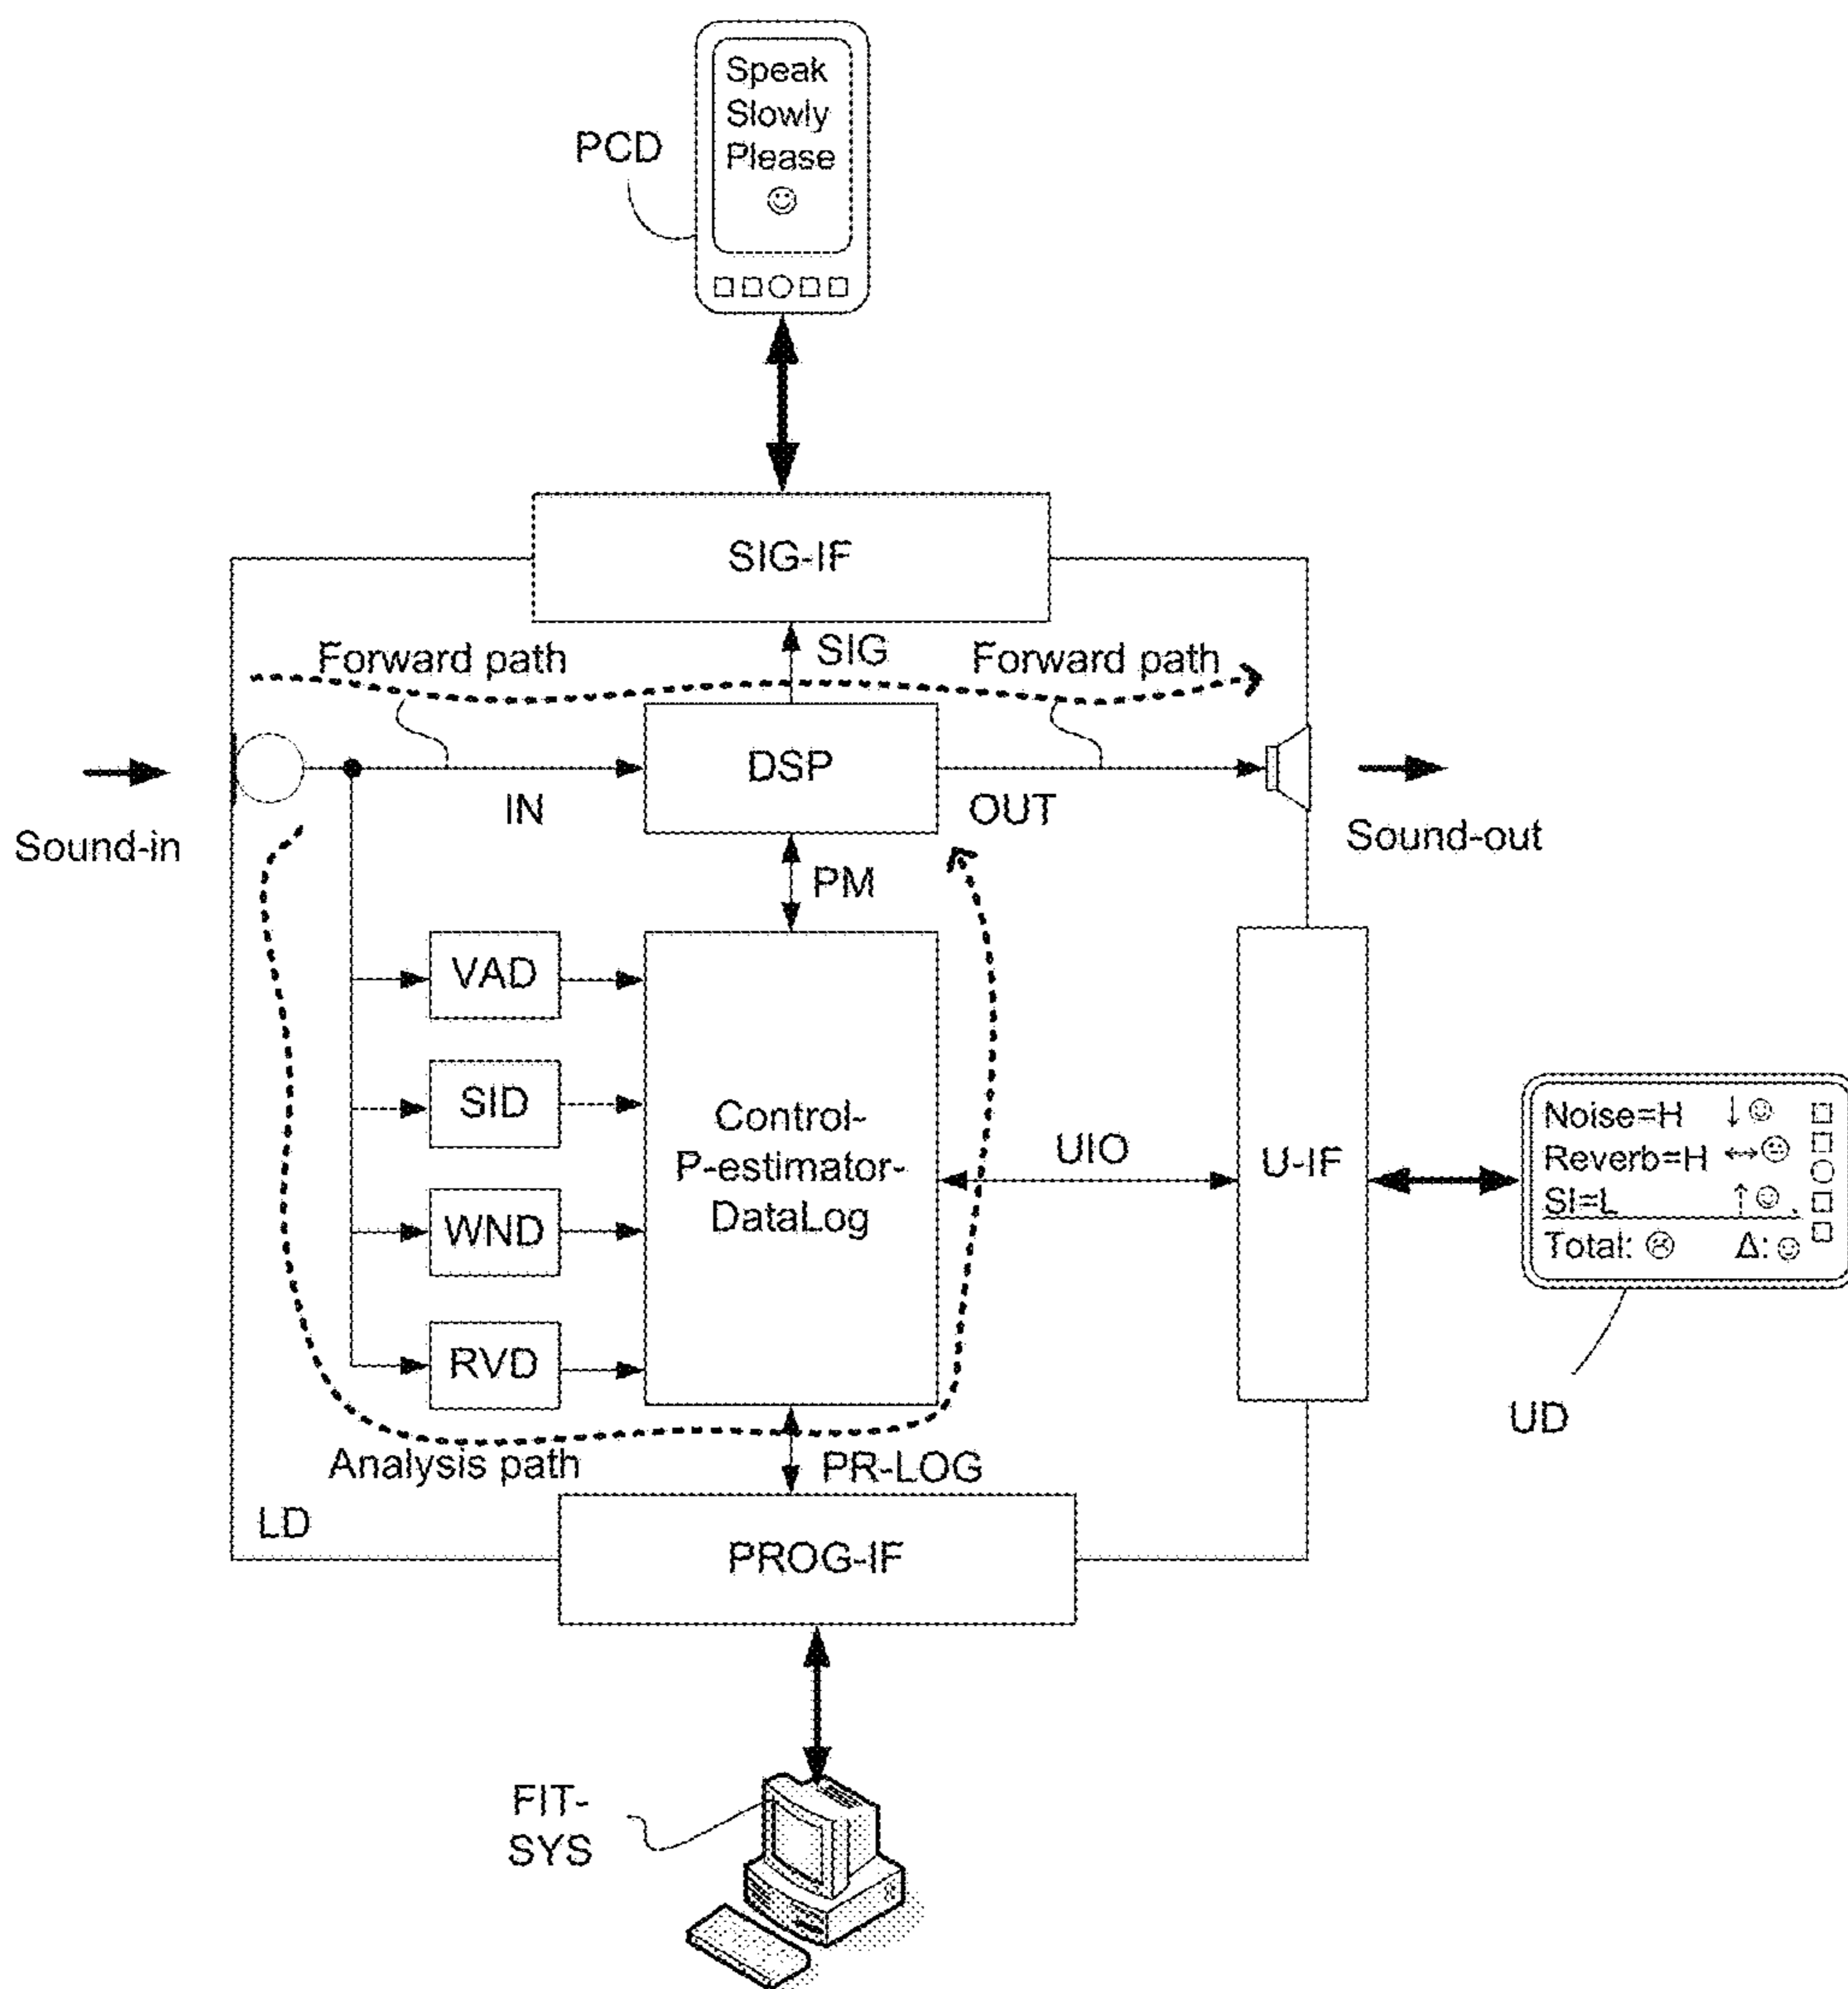 Speak
Slowly
Please
PCD
SIG-IF
SIG
Forward path
Forward path
DSP
IN
OUT
Sound-in
Sound-out
PM
VAD
SID
WND
RVD
Control-
P-estimator-
DataLog
UIO
U-IF
Noise=H ↓☺
Reverb=H ↔😐
SI=L ↑☺
Total: ☹ Δ: ☺
UD
Analysis path
PR-LOG
LD
PROG-IF
FIT-
SYS